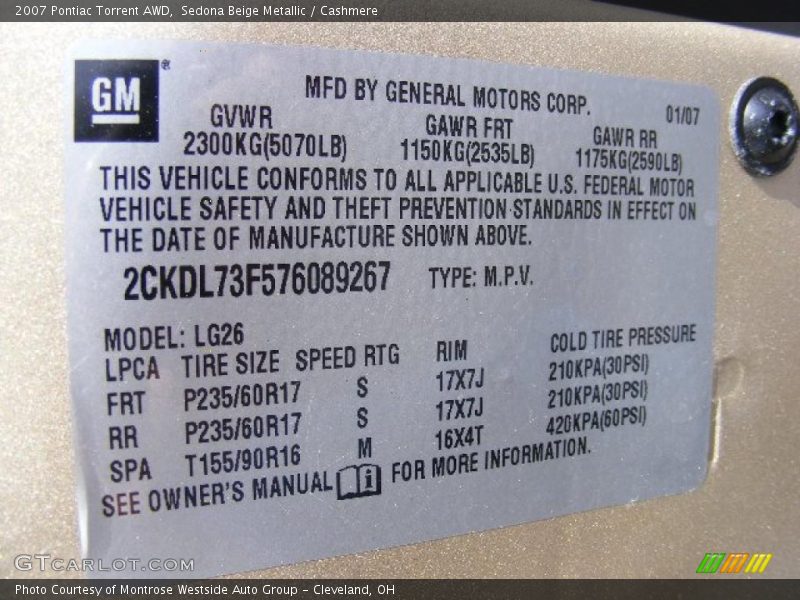 2007 Pontiac Torrent AWD, Sedona Beige Metallic / Cashmere
GM®
MFD BY GENERAL MOTORS CORP. 01/07
GVWR GAWR FRT GAWR RR
2300KG(5070LB) 1150KG(2535LB) 1175KG(2590LB)
THIS VEHICLE CONFORMS TO ALL APPLICABLE U.S. FEDERAL MOTOR
VEHICLE SAFETY AND THEFT PREVENTION STANDARDS IN EFFECT ON
THE DATE OF MANUFACTURE SHOWN ABOVE.
2CKDL73F576089267 TYPE: M.P.V.
MODEL: LG26
LPCA TIRE SIZE SPEED RTG RIM COLD TIRE PRESSURE
FRT P235/60R17 S 17X7J 210KPA(30PSI)
RR P235/60R17 S 17X7J 210KPA(30PSI)
SPA T155/90R16 M 16X4T 420KPA(60PSI)
SEE OWNER'S MANUAL i FOR MORE INFORMATION.
GTCARLOT.COM
Photo Courtesy of Montrose Westside Auto Group - Cleveland, OH